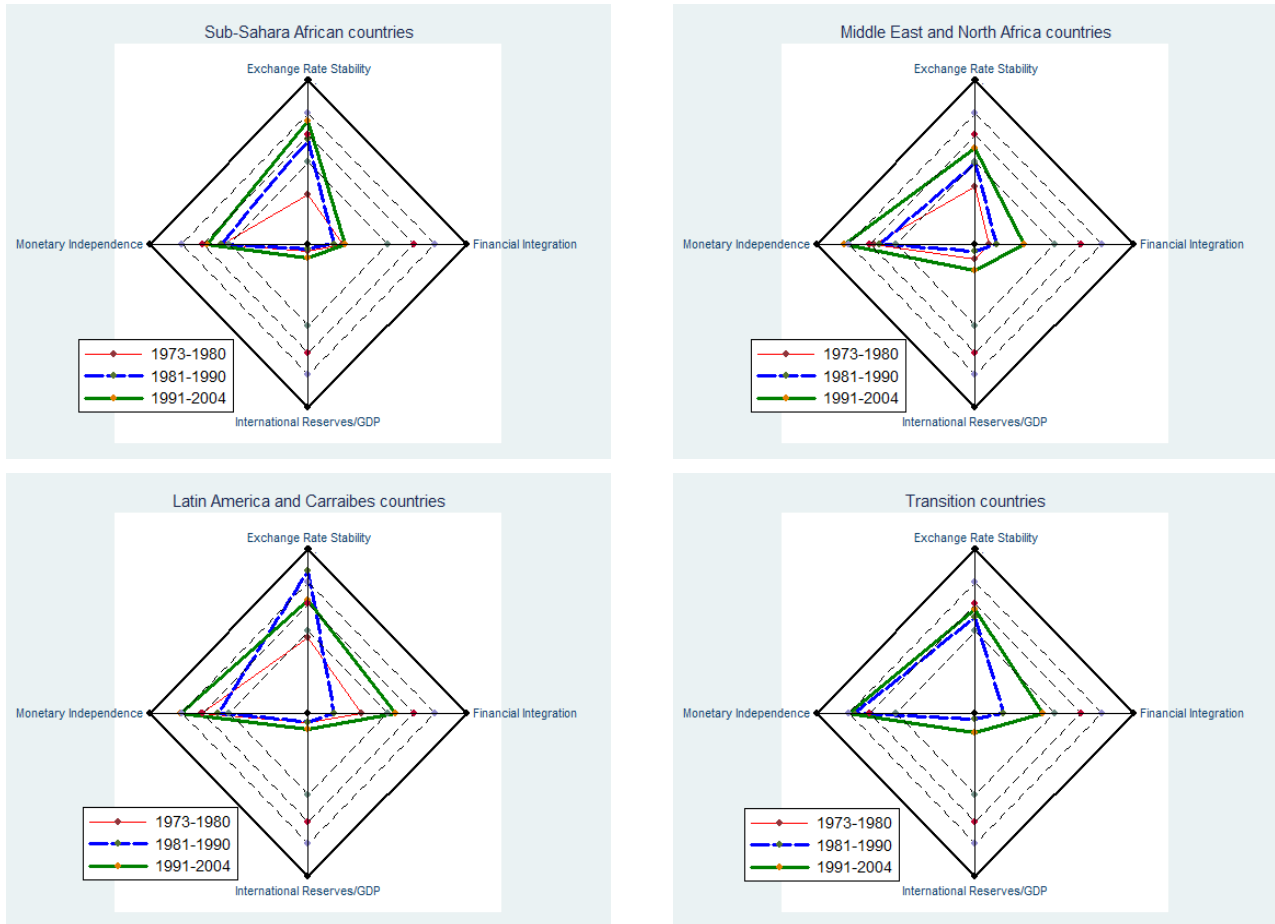 Sub-Sahara African countries
Exchange Rate Stability
Monetary Independence
Financial Integration
1973-1980
1981-1990
1991-2004
International Reserves/GDP
Middle East and North Africa countries
Exchange Rate Stability
Monetary Independence
Financial Integration
1973-1980
1981-1990
1991-2004
International Reserves/GDP
Latin America and Carraibes countries
Exchange Rate Stability
Monetary Independence
Financial Integration
1973-1980
1981-1990
1991-2004
International Reserves/GDP
Transition countries
Exchange Rate Stability
Monetary Independence
Financial Integration
1973-1980
1981-1990
1991-2004
International Reserves/GDP